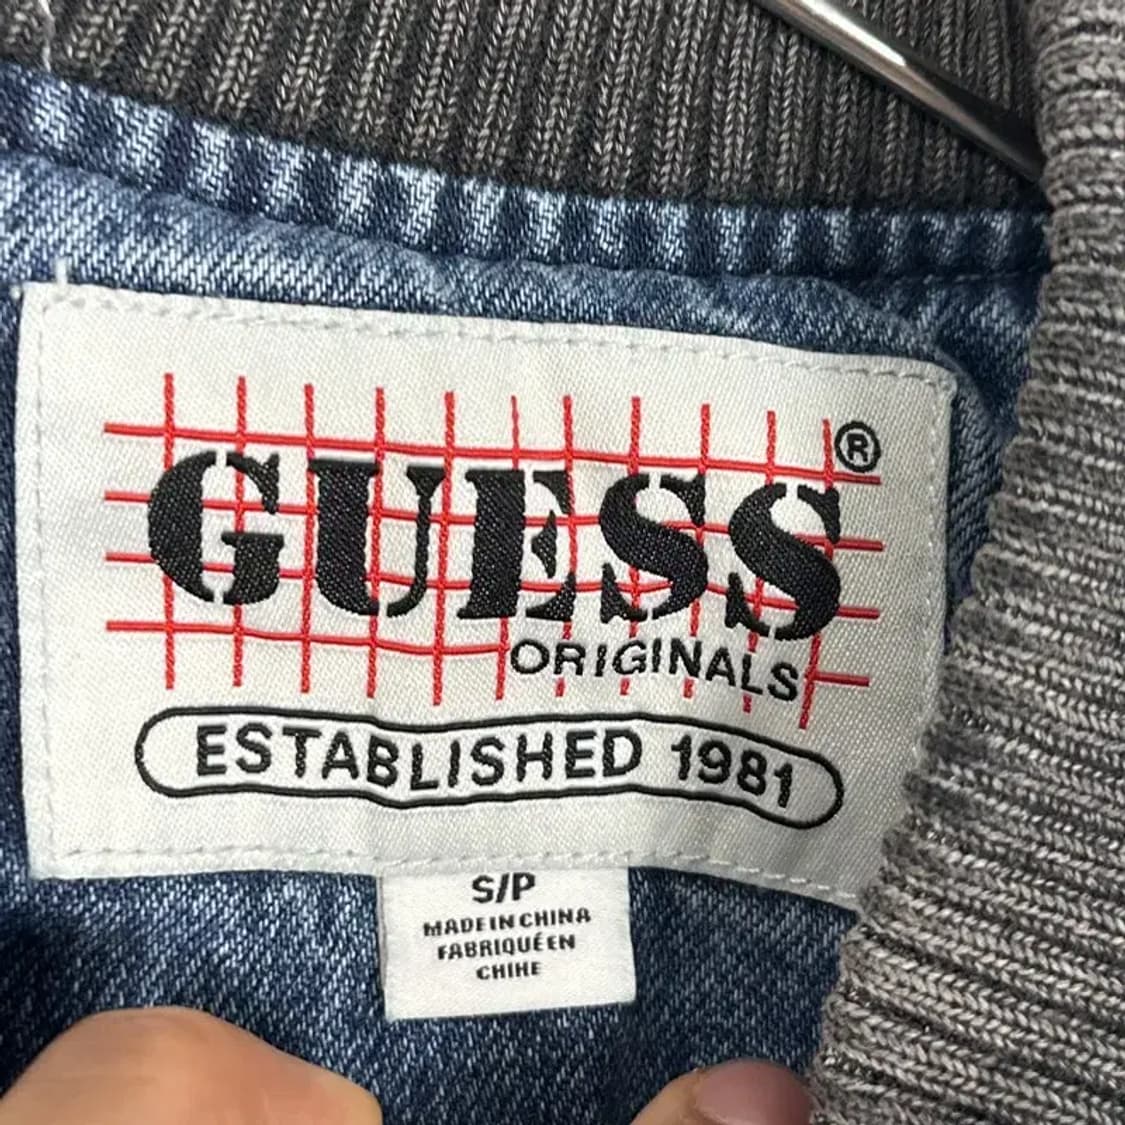 GUESS ®
ORIGINALS
ESTABLISHED 1981
S/P
MADE IN CHINA
FABRIQUÉ EN
CHINE